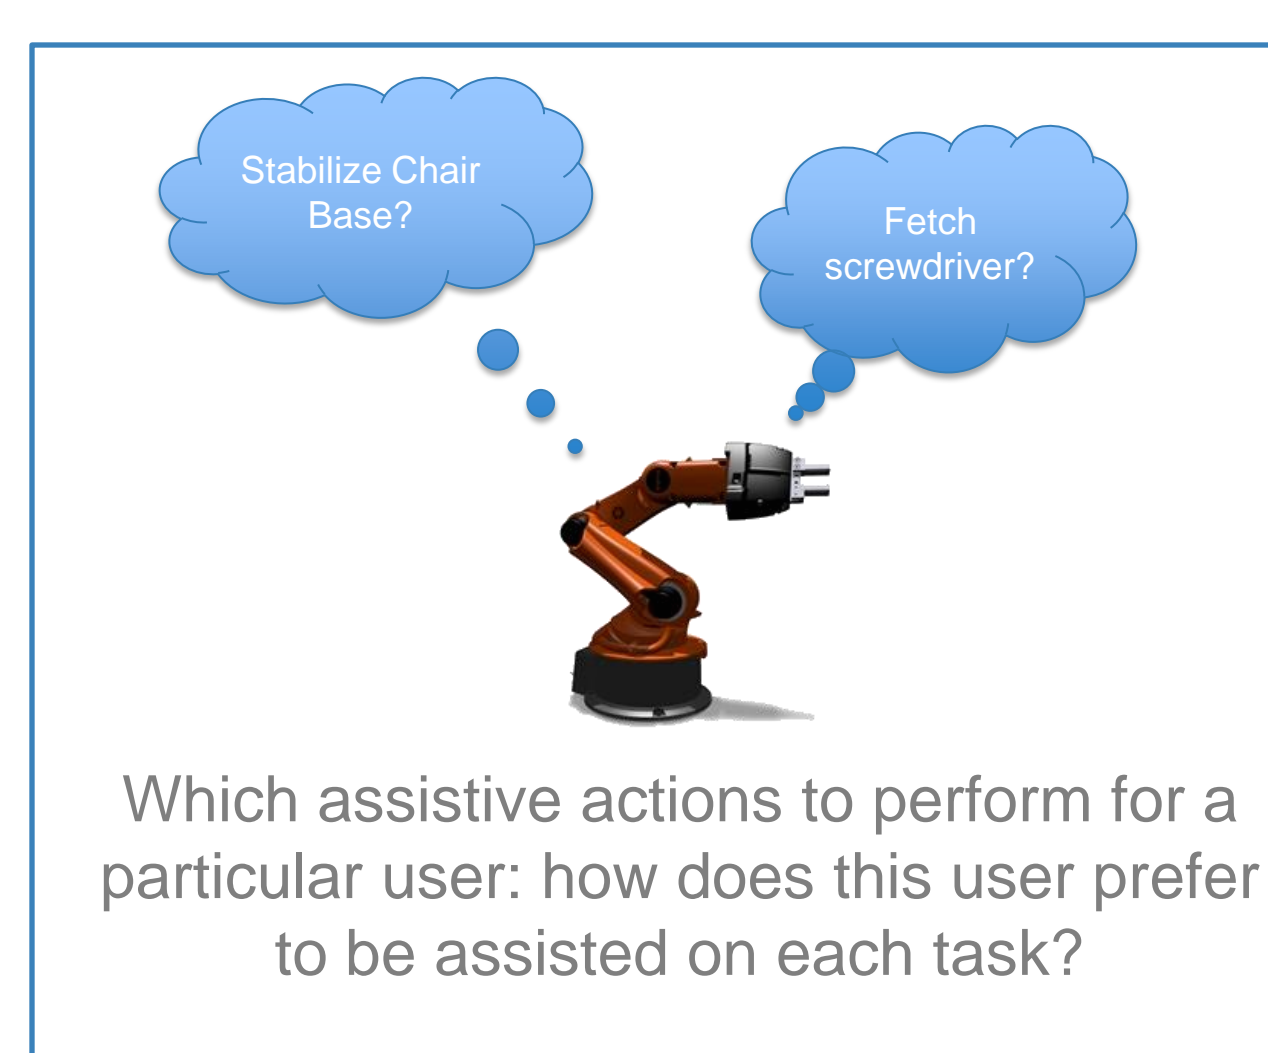 Stabilize Chair
Base?
Fetch
screwdriver?
Which assistive actions to perform for a
particular user: how does this user prefer
to be assisted on each task?